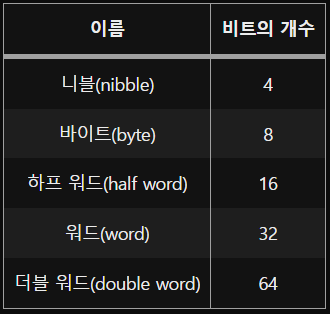 이름 비트의 개수
니블(nibble) 4
바이트(byte) 8
하프 워드(half word) 16
워드(word) 32
더블 워드(double word) 64